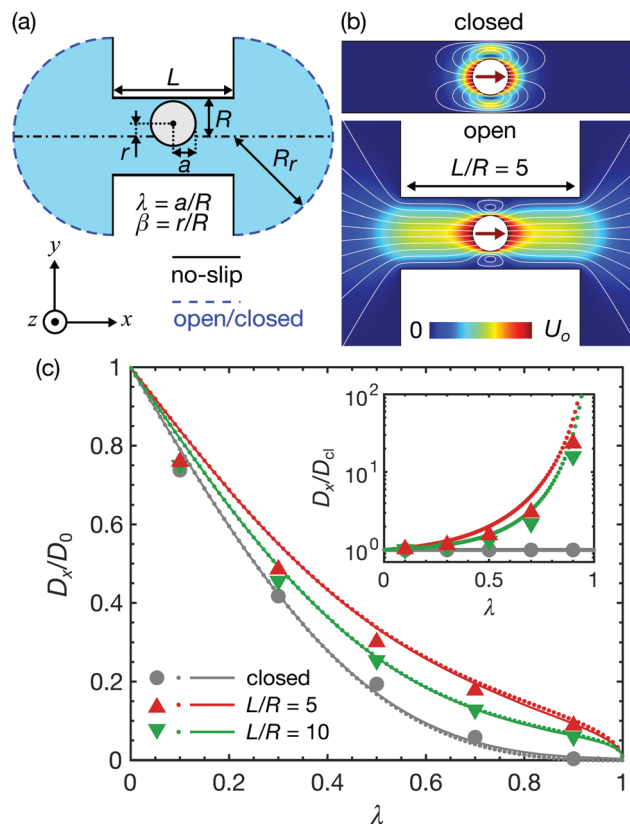 (a)
L
R
r
a
R_r
λ = a/R
β = r/R
no-slip
open/closed
y
z
x
(b)
closed
open
L/R = 5
0
U_o
(c)
1
0.8
0.6
0.4
0.2
0
D_x/D_0
0
0.2
0.4
0.6
0.8
1
λ
closed
L/R = 5
L/R = 10
10^2
10^1
10^0
D_x/D_cl
0
0.5
1
λ